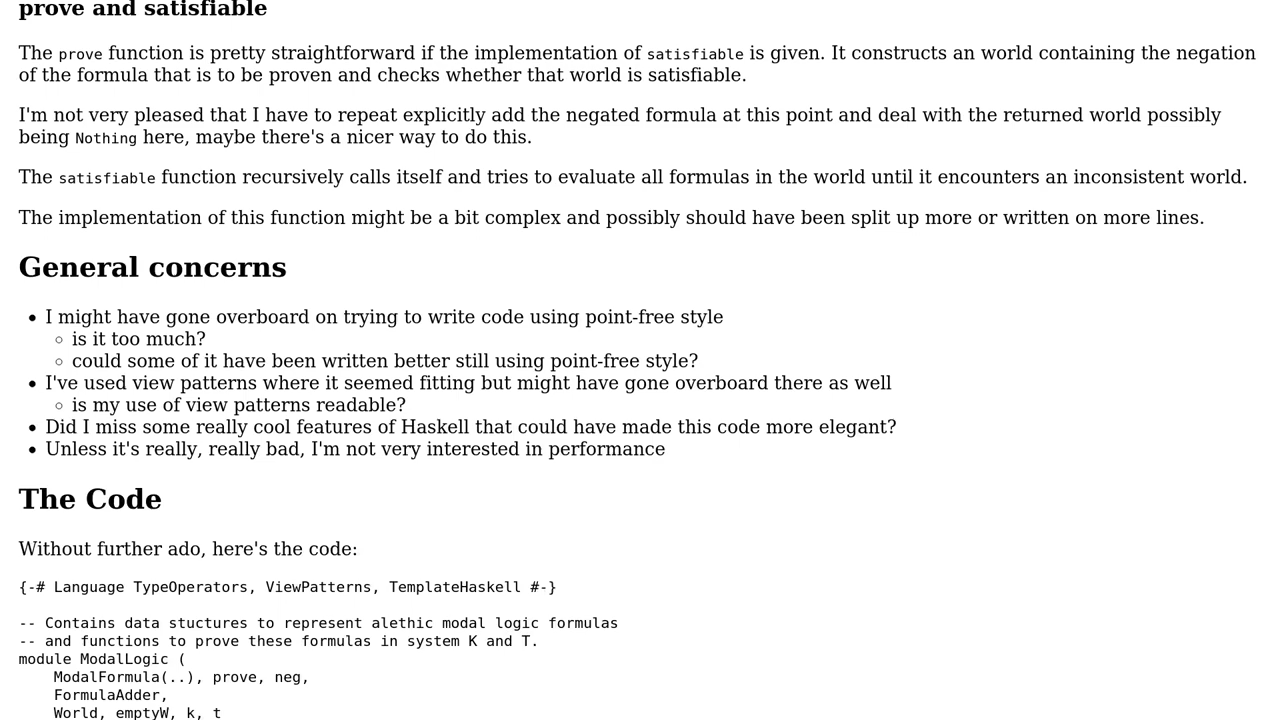 prove and satisfiable
The prove function is pretty straightforward if the implementation of satisfiable is given. It constructs an world containing the negation
of the formula that is to be proven and checks whether that world is satisfiable.
I'm not very pleased that I have to repeat explicitly add the negated formula at this point and deal with the returned world possibly
being Nothing here, maybe there's a nicer way to do this.
The satisfiable function recursively calls itself and tries to evaluate all formulas in the world until it encounters an inconsistent world.
The implementation of this function might be a bit complex and possibly should have been split up more or written on more lines.
General concerns
• I might have gone overboard on trying to write code using point-free style
◦ is it too much?
◦ could some of it have been written better still using point-free style?
• I've used view patterns where it seemed fitting but might have gone overboard there as well
◦ is my use of view patterns readable?
• Did I miss some really cool features of Haskell that could have made this code more elegant?
• Unless it's really, really bad, I'm not very interested in performance
The Code
Without further ado, here's the code:
{-# Language TypeOperators, ViewPatterns, TemplateHaskell #-}
-- Contains data stuctures to represent alethic modal logic formulas
-- and functions to prove these formulas in system K and T.
module ModalLogic (
    ModalFormula(..), prove, neg,
    FormulaAdder,
    World, emptyW, k, t